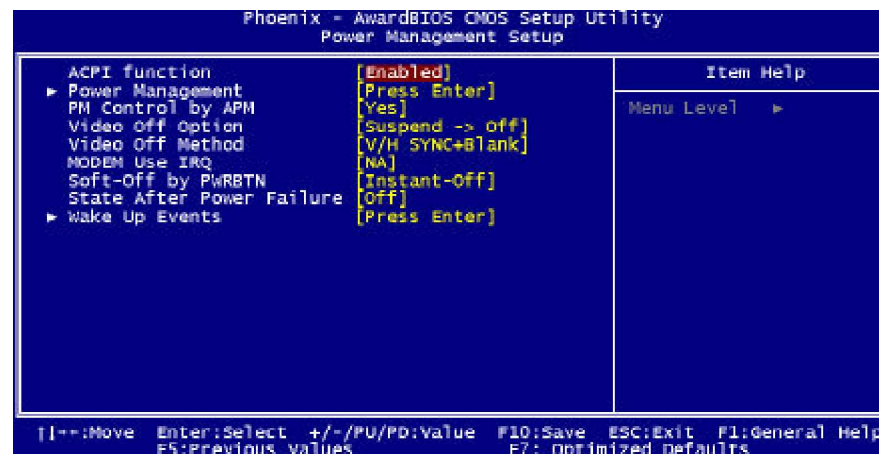 Phoenix - AwardBIOS CMOS Setup Utility
Power Management Setup
ACPI function [Enabled]
► Power Management [Press Enter]
PM Control by APM [Yes]
Video Off Option [Suspend -> Off]
Video Off Method [V/H SYNC+Blank]
MODEM Use IRQ [NA]
Soft-Off by PWRBTN [Instant-Off]
State After Power Failure [Off]
► Wake Up Events [Press Enter]
Item Help
Menu Level ►
↑↓←→:Move Enter:Select +/-/PU/PD:Value F10:Save ESC:Exit F1:General Help
F5:Previous Values F7: Optimized Defaults